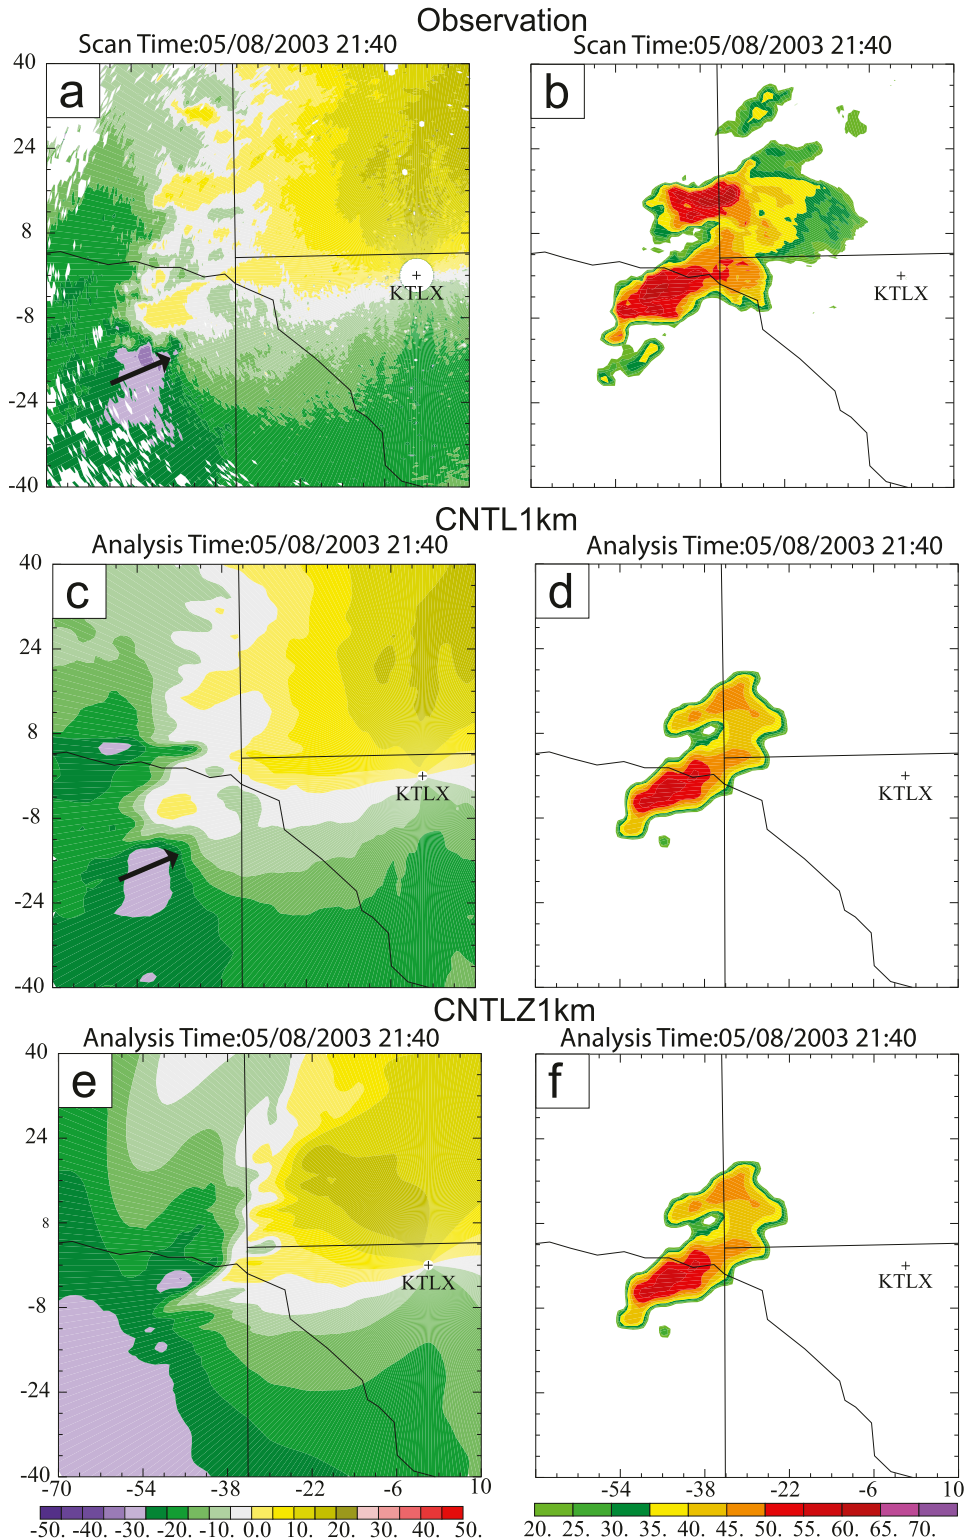 Observation
Scan Time:05/08/2003 21:40
Scan Time:05/08/2003 21:40
40
a
b
24
8
KTLX
KTLX
-8
-24
-40
CNTL1km
Analysis Time:05/08/2003 21:40
Analysis Time:05/08/2003 21:40
40
c
d
24
8
KTLX
KTLX
-8
-24
-40
CNTLZ1km
Analysis Time:05/08/2003 21:40
Analysis Time:05/08/2003 21:40
40
e
f
24
8
KTLX
KTLX
-8
-24
-40
-70 -54 -38 -22 -6 10
-54 -38 -22 -6 10
-50. -40. -30. -20. -10. 0.0 10. 20. 30. 40. 50.
20. 25. 30. 35. 40. 45. 50. 55. 60. 65. 70.